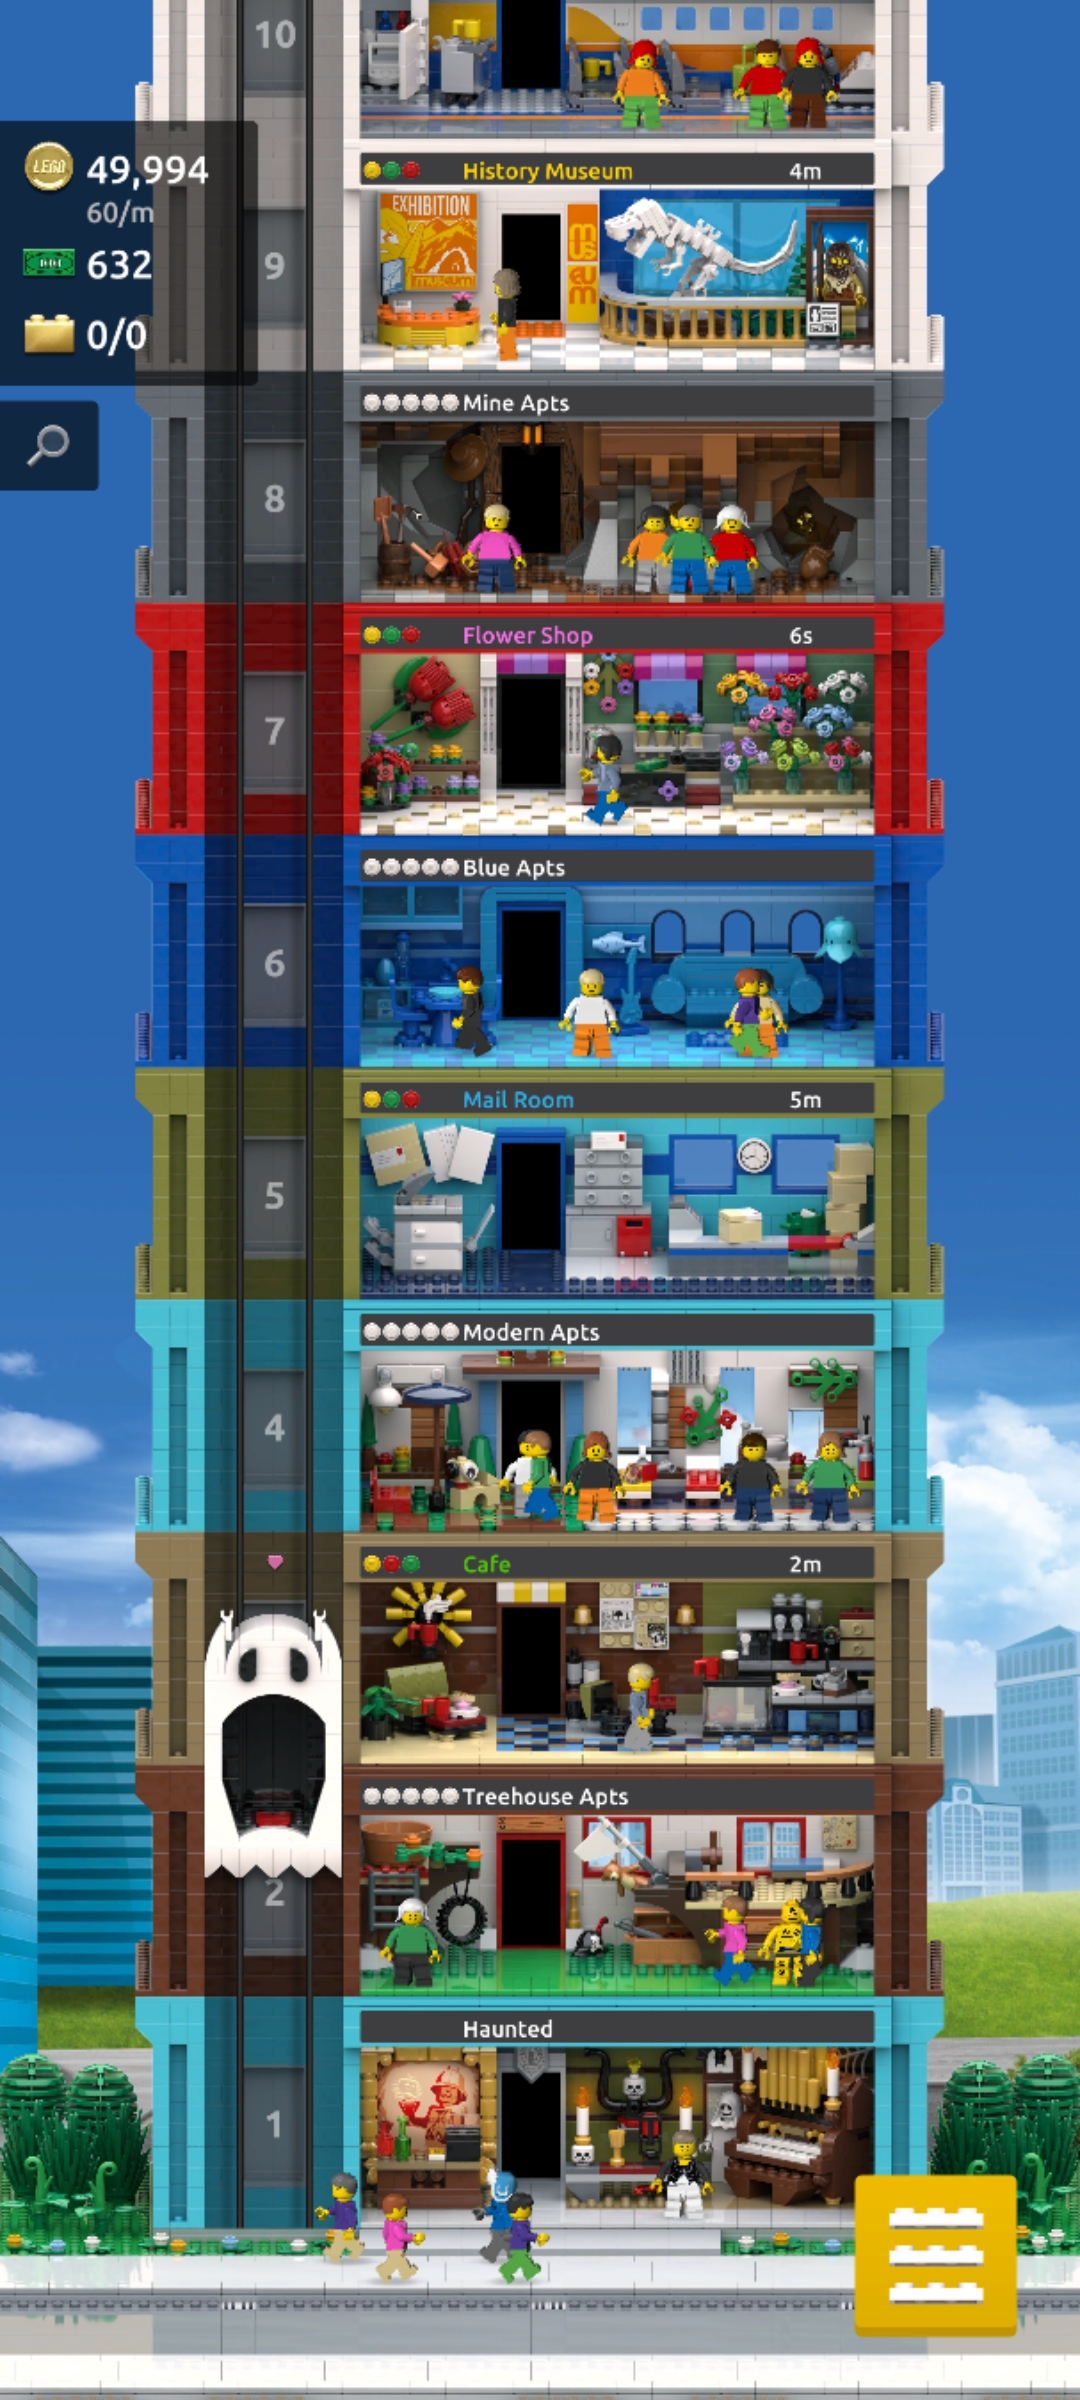 10
LEGO 49,994
60/m
632
0/0
History Museum 4m
EXHIBITION
museum
mus
eum
9
Mine Apts
8
Flower Shop 6s
7
Blue Apts
6
Mail Room 5m
5
Modern Apts
4
Cafe 2m
Treehouse Apts
2
Haunted
1